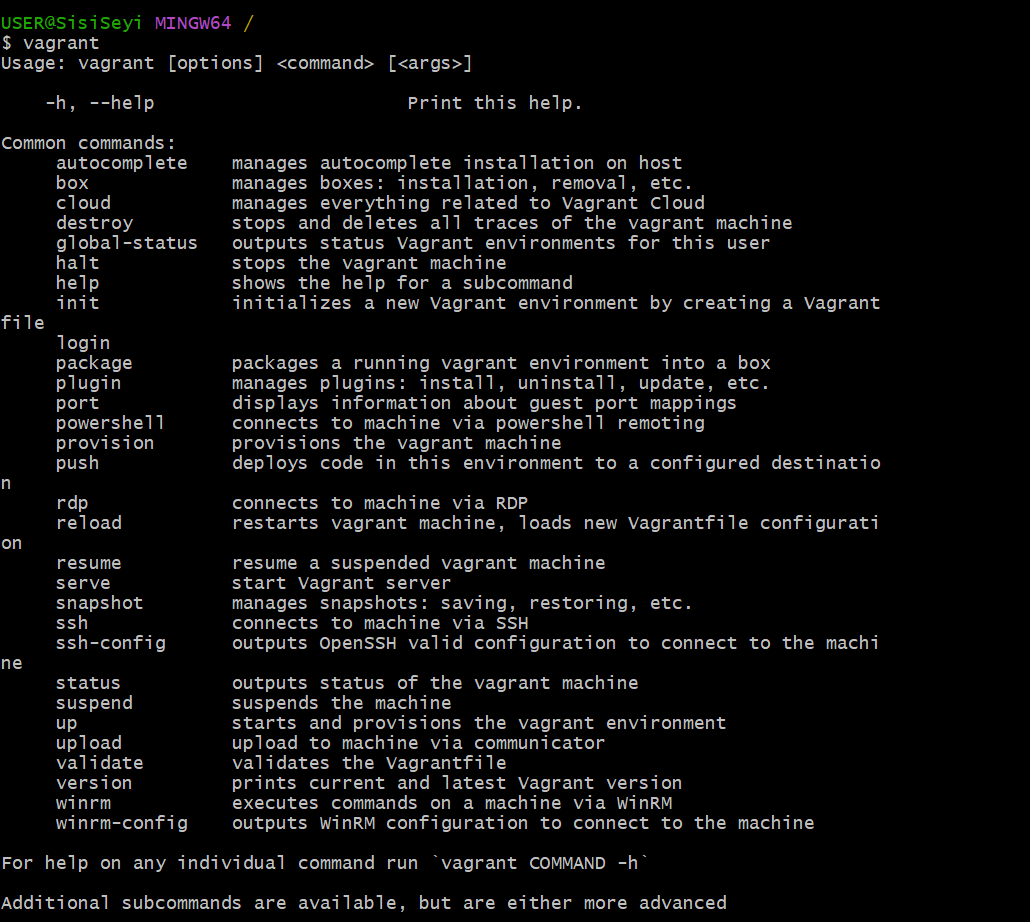 USER@SisiSeyi MINGW64 /
$ vagrant
Usage: vagrant [options] <command> [<args>]
-h, --help                       Print this help.
Common commands:
autocomplete    manages autocomplete installation on host
box             manages boxes: installation, removal, etc.
cloud           manages everything related to Vagrant Cloud
destroy         stops and deletes all traces of the vagrant machine
global-status   outputs status Vagrant environments for this user
halt            stops the vagrant machine
help            shows the help for a subcommand
init            initializes a new Vagrant environment by creating a Vagrant
file
login
package         packages a running vagrant environment into a box
plugin          manages plugins: install, uninstall, update, etc.
port            displays information about guest port mappings
powershell      connects to machine via powershell remoting
provision       provisions the vagrant machine
push            deploys code in this environment to a configured destinatio
n
rdp             connects to machine via RDP
reload          restarts vagrant machine, loads new Vagrantfile configurati
on
resume          resume a suspended vagrant machine
serve           start Vagrant server
snapshot        manages snapshots: saving, restoring, etc.
ssh             connects to machine via SSH
ssh-config      outputs OpenSSH valid configuration to connect to the machi
ne
status          outputs status of the vagrant machine
suspend         suspends the machine
up              starts and provisions the vagrant environment
upload          upload to machine via communicator
validate        validates the Vagrantfile
version         prints current and latest Vagrant version
winrm           executes commands on a machine via WinRM
winrm-config    outputs WinRM configuration to connect to the machine
For help on any individual command run `vagrant COMMAND -h`
Additional subcommands are available, but are either more advanced